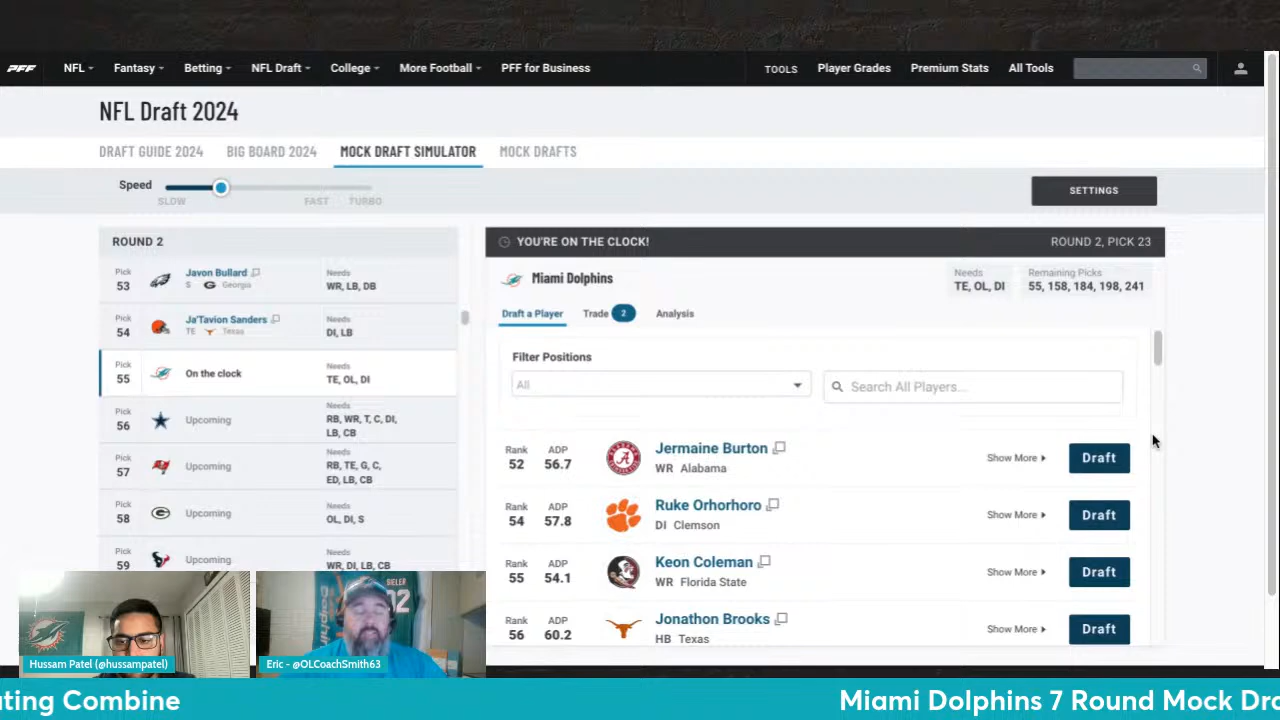 PFF
NFL
Fantasy
Betting
NFL Draft
College
More Football
PFF for Business
TOOLS
Player Grades
Premium Stats
All Tools
NFL Draft 2024
DRAFT GUIDE 2024
BIG BOARD 2024
MOCK DRAFT SIMULATOR
MOCK DRAFTS
Speed
SLOW
FAST
TURBO
SETTINGS
ROUND 2
Pick
53
Javon Bullard
S
Georgia
Needs
WR, LB, DB
Pick
54
Ja'Tavion Sanders
TE
Texas
Needs
DI, LB
Pick
55
On the clock
Needs
TE, OL, DI
Pick
56
Upcoming
Needs
RB, WR, T, C, DI,
LB, CB
Pick
57
Upcoming
Needs
RB, TE, G, C,
ED, LB, CB
Pick
58
Upcoming
Needs
OL, DI, S
Pick
59
Upcoming
Needs
WR, DI, LB, CB
YOU'RE ON THE CLOCK!
ROUND 2, PICK 23
Miami Dolphins
Needs
TE, OL, DI
Remaining Picks
55, 158, 184, 198, 241
Draft a Player
Trade
2
Analysis
Filter Positions
All
Search All Players...
Rank
52
ADP
56.7
Jermaine Burton
WR Alabama
Show More
Draft
Rank
54
ADP
57.8
Ruke Orhorhoro
DI Clemson
Show More
Draft
Rank
55
ADP
54.1
Keon Coleman
WR Florida State
Show More
Draft
Rank
56
ADP
60.2
Jonathon Brooks
HB Texas
Show More
Draft
SIELER
92
Hussam Patel (@hussampatel)
Eric - @OLCoachSmith63
ating Combine
Miami Dolphins 7 Round Mock Dra